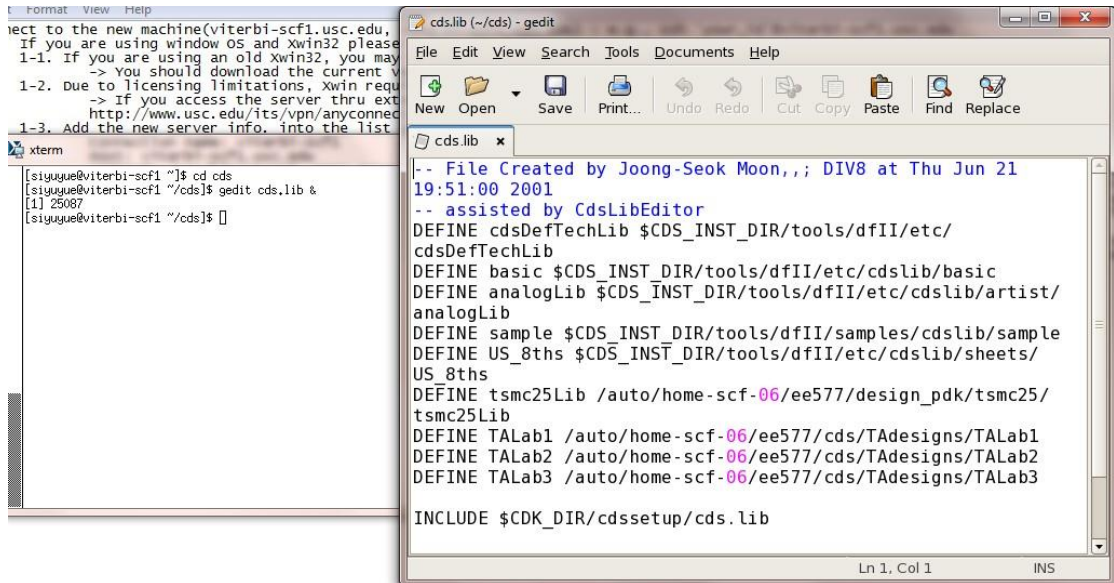 t Format View Help
nect to the new machine(viterbi-scf1.usc.edu,
If you are using window OS and Xwin32 please
1-1. If you are using an old Xwin32, you may
-> You should download the current v
1-2. Due to licensing limitations, Xwin requ
-> If you access the server thru ext
http://www.usc.edu/its/vpn/anyconnec
1-3. Add the new server info. into the list
xterm
[siyuyue@viterbi-scf1 ~]$ cd cds
[siyuyue@viterbi-scf1 ~/cds]$ gedit cds.lib &
[1] 25087
[siyuyue@viterbi-scf1 ~/cds]$
cds.lib (~/cds) - gedit
File Edit View Search Tools Documents Help
New Open Save Print... Undo Redo Cut Copy Paste Find Replace
cds.lib
-- File Created by Joong-Seok Moon,,; DIV8 at Thu Jun 21
19:51:00 2001
-- assisted by CdsLibEditor
DEFINE cdsDefTechLib $CDS_INST_DIR/tools/dfII/etc/
cdsDefTechLib
DEFINE basic $CDS_INST_DIR/tools/dfII/etc/cdslib/basic
DEFINE analogLib $CDS_INST_DIR/tools/dfII/etc/cdslib/artist/
analogLib
DEFINE sample $CDS_INST_DIR/tools/dfII/samples/cdslib/sample
DEFINE US_8ths $CDS_INST_DIR/tools/dfII/etc/cdslib/sheets/
US_8ths
DEFINE tsmc25Lib /auto/home-scf-06/ee577/design_pdk/tsmc25/
tsmc25Lib
DEFINE TALab1 /auto/home-scf-06/ee577/cds/TAdesigns/TALab1
DEFINE TALab2 /auto/home-scf-06/ee577/cds/TAdesigns/TALab2
DEFINE TALab3 /auto/home-scf-06/ee577/cds/TAdesigns/TALab3
INCLUDE $CDK_DIR/cdssetup/cds.lib
Ln 1, Col 1 INS